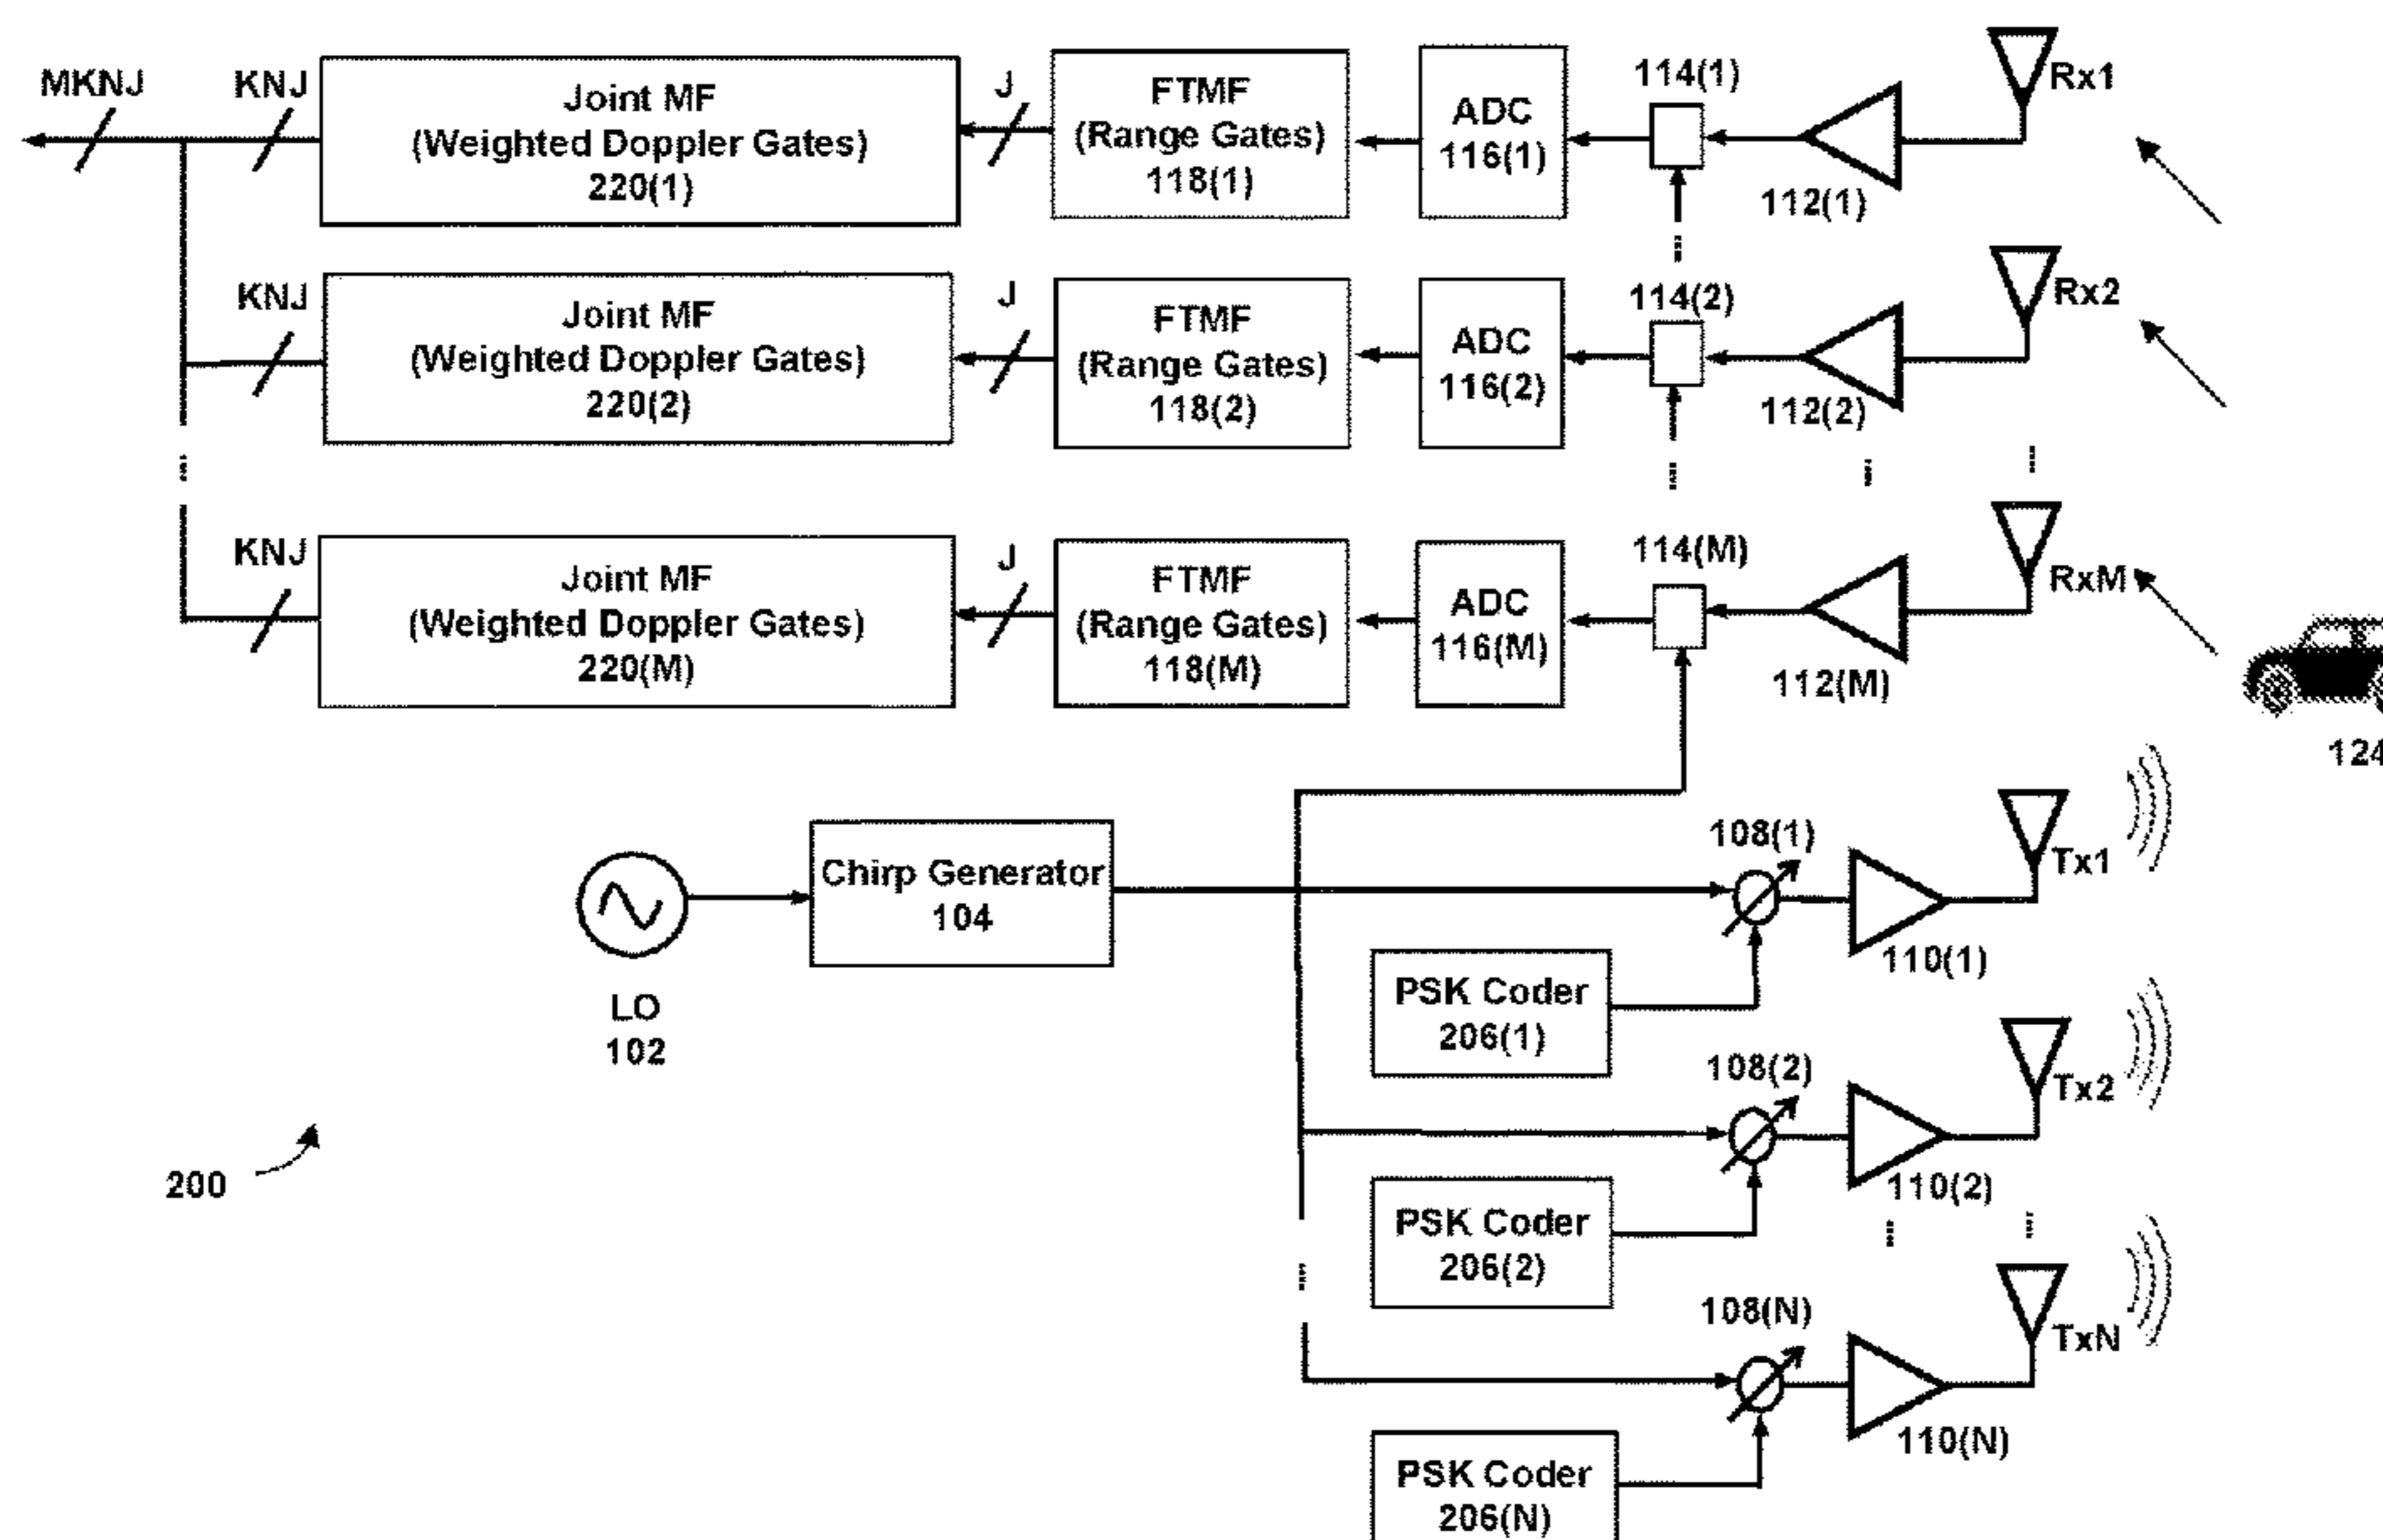 MKNJ
KNJ
Joint MF
(Weighted Doppler Gates)
220(1)
J
FTMF
(Range Gates)
118(1)
ADC
116(1)
114(1)
112(1)
Rx1
KNJ
Joint MF
(Weighted Doppler Gates)
220(2)
J
FTMF
(Range Gates)
118(2)
ADC
116(2)
114(2)
112(2)
Rx2
KNJ
Joint MF
(Weighted Doppler Gates)
220(M)
J
FTMF
(Range Gates)
118(M)
ADC
116(M)
114(M)
112(M)
RxM
124
LO
102
Chirp Generator
104
108(1)
110(1)
Tx1
PSK Coder
206(1)
108(2)
110(2)
Tx2
PSK Coder
206(2)
108(N)
110(N)
TxN
PSK Coder
206(N)
200